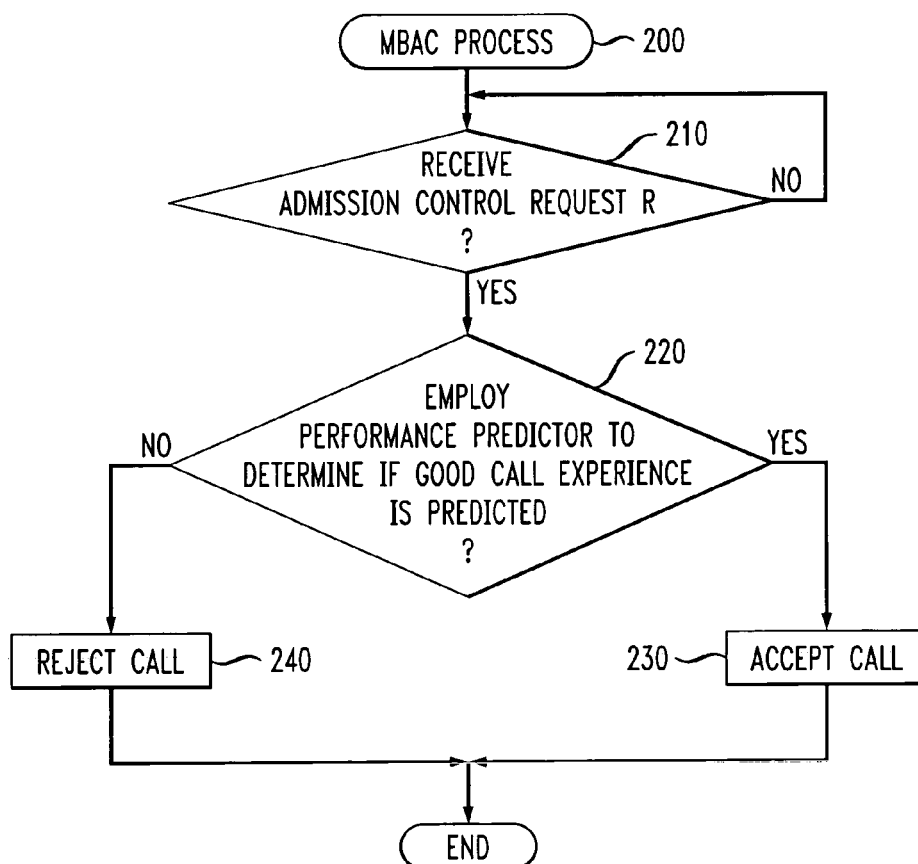 MBAC PROCESS
200
210
RECEIVE
ADMISSION CONTROL REQUEST R
?
NO
YES
220
EMPLOY
PERFORMANCE PREDICTOR TO
DETERMINE IF GOOD CALL EXPERIENCE
IS PREDICTED
?
NO
YES
REJECT CALL
240
230
ACCEPT CALL
END